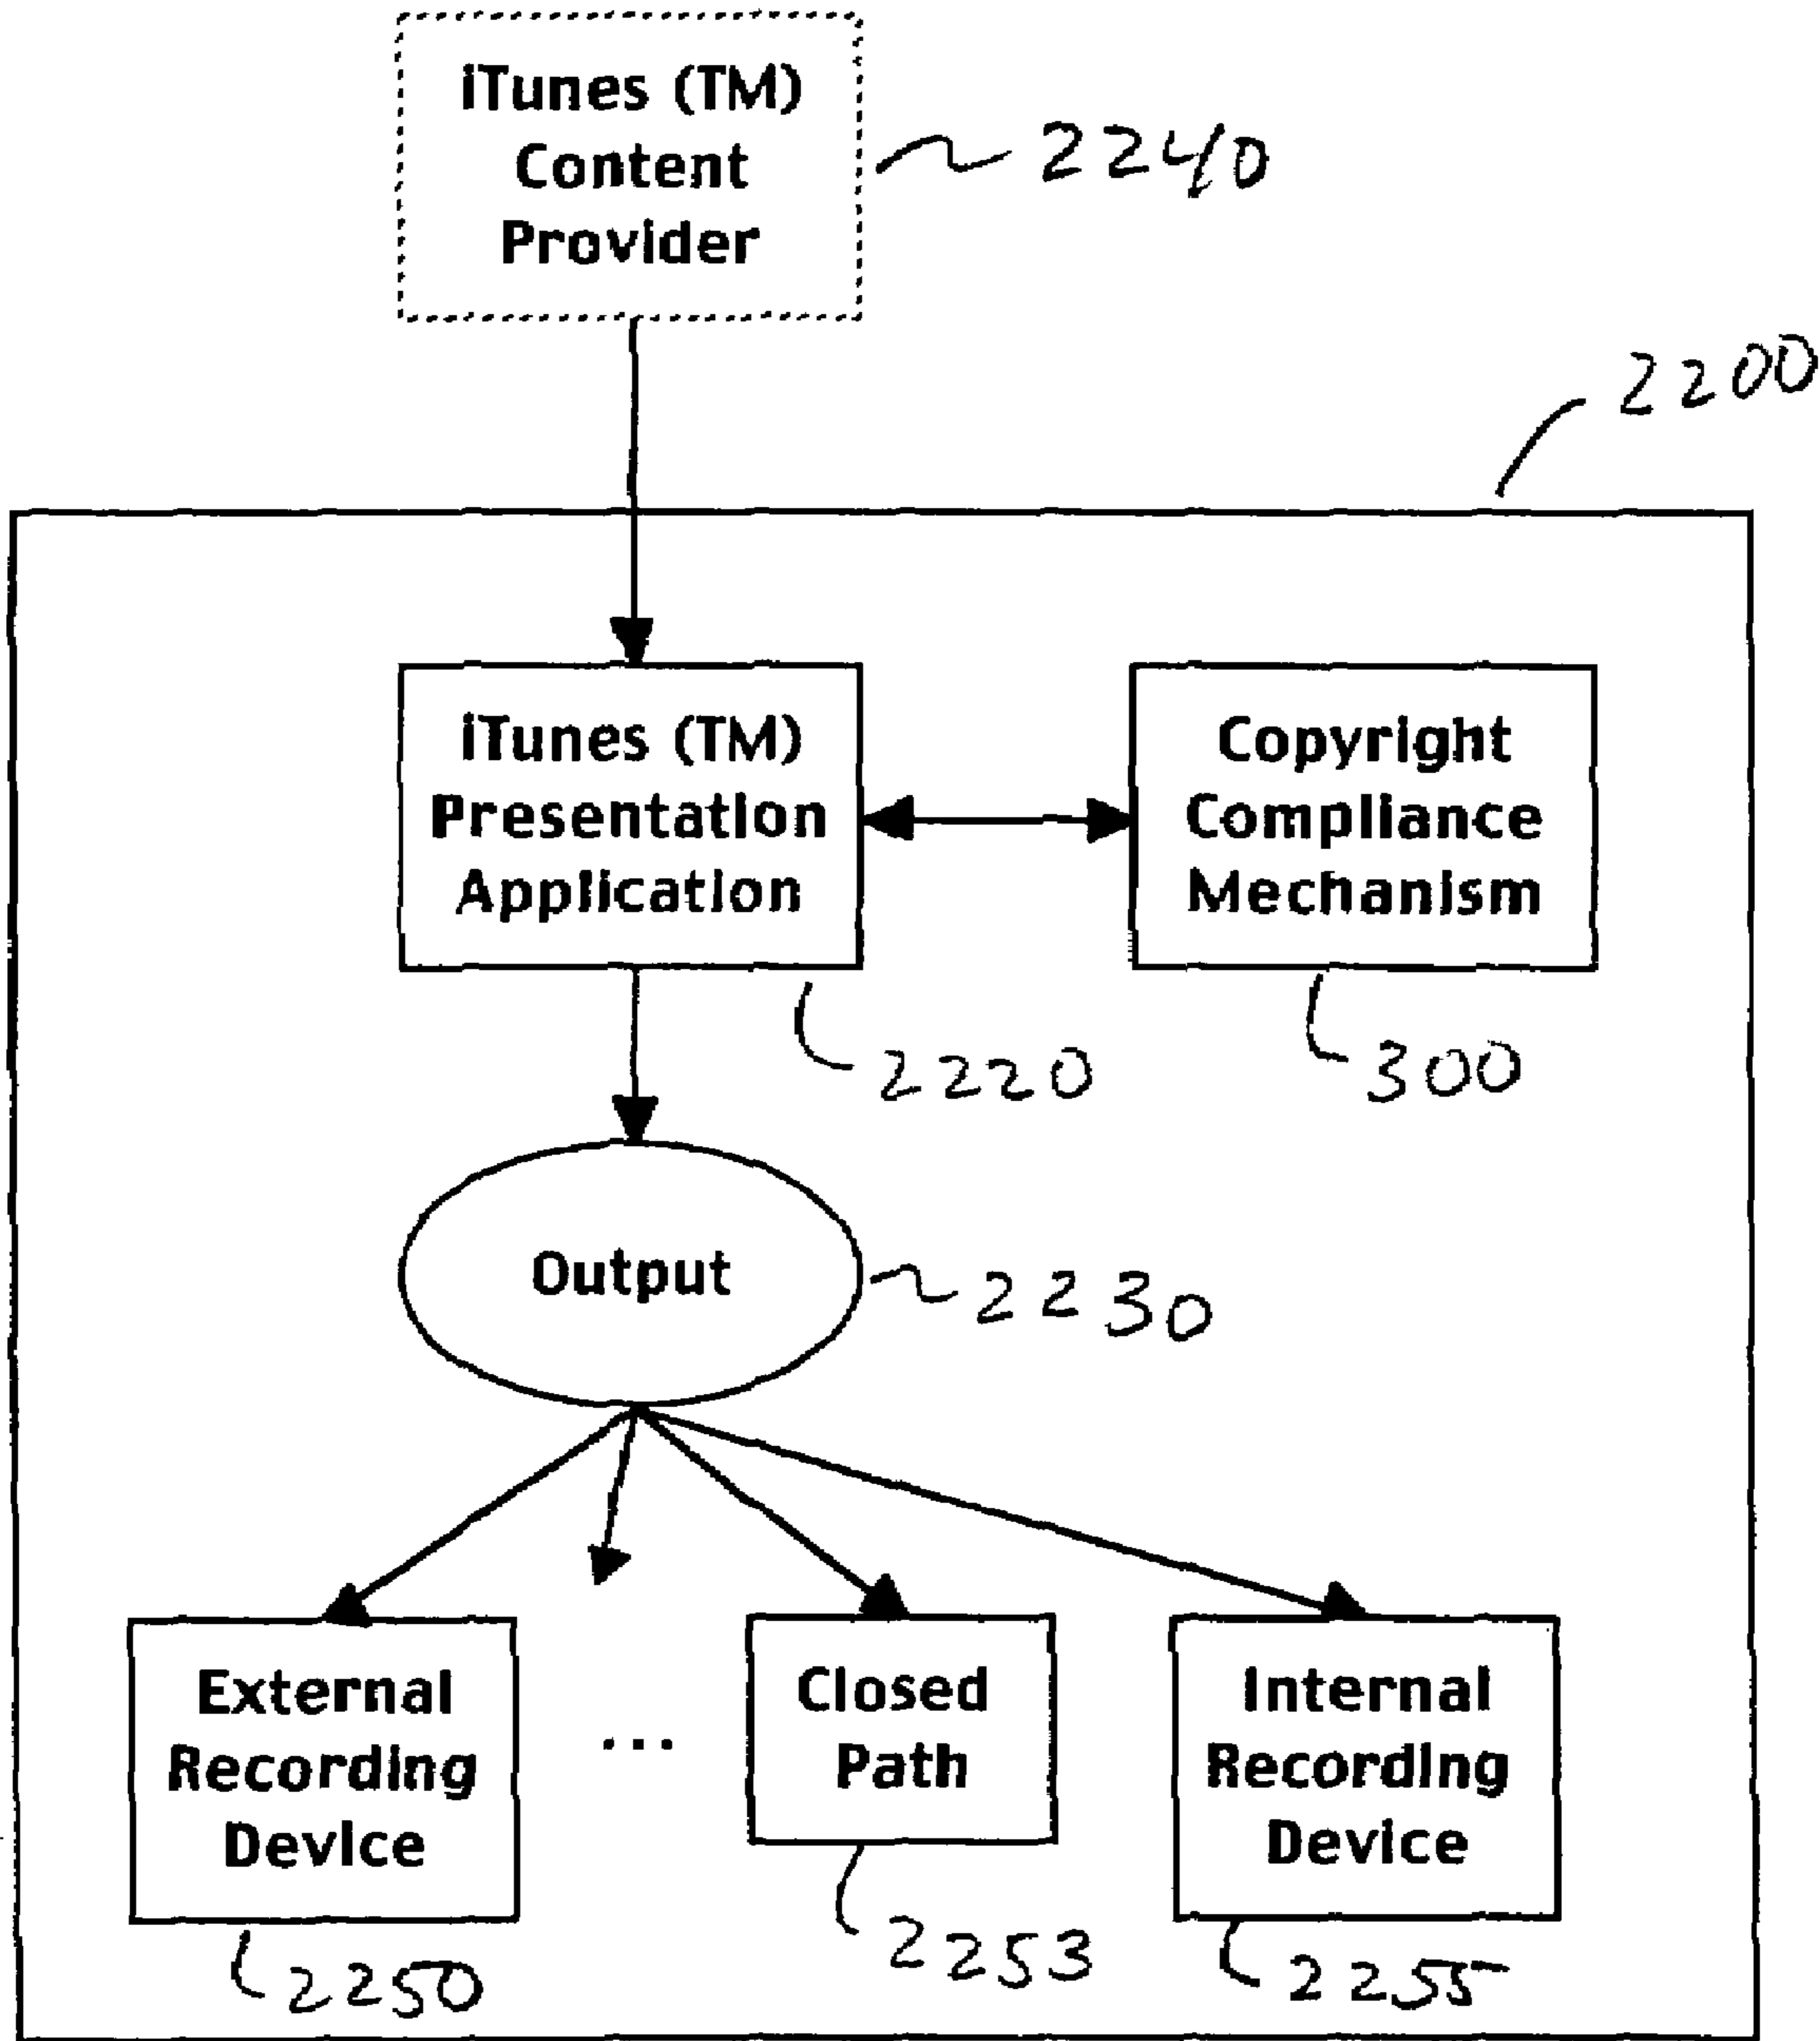 iTunes (TM)
Content
Provider
2240
2200
iTunes (TM)
Presentation
Application
Copyright
Compliance
Mechanism
2220
300
Output
2230
External
Recording
Device
...
Closed
Path
Internal
Recording
Device
2250
2253
2255